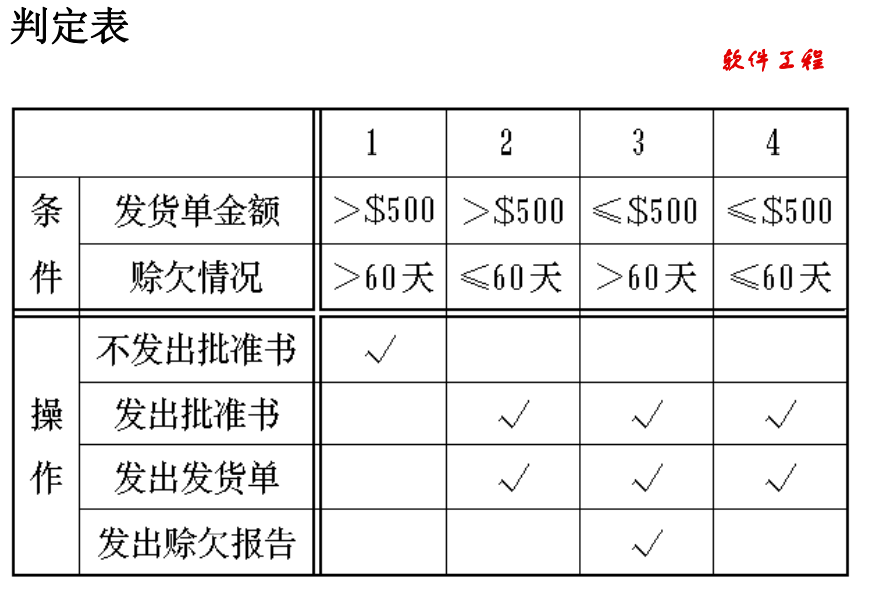 判定表
软件工程
1 2 3 4
条件 发货单金额 >$500 >$500 ≤$500 ≤$500
赊欠情况 >60天 ≤60天 >60天 ≤60天
操作 不发出批准书 ✓
发出批准书 ✓ ✓ ✓
发出发货单 ✓ ✓ ✓
发出赊欠报告 ✓